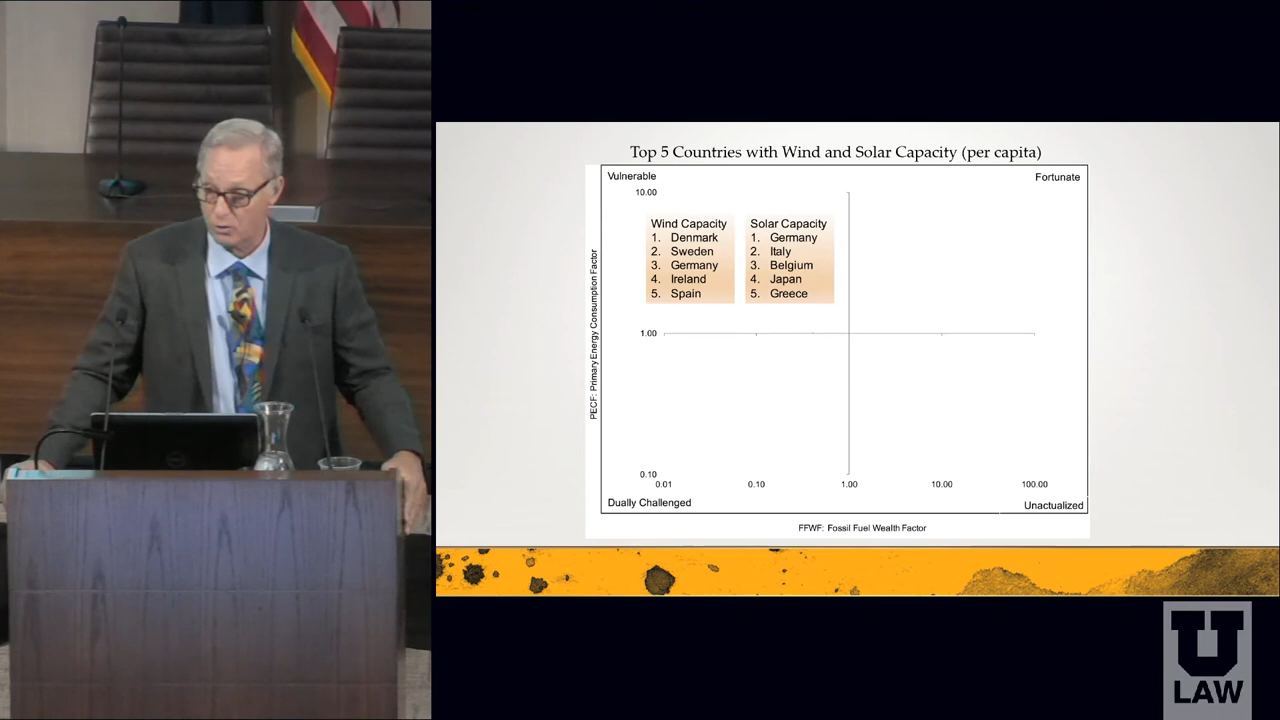 Top 5 Countries with Wind and Solar Capacity (per capita)
Vulnerable
Fortunate
10.00
Wind Capacity
1. Denmark
2. Sweden
3. Germany
4. Ireland
5. Spain
Solar Capacity
1. Germany
2. Italy
3. Belgium
4. Japan
5. Greece
PECF: Primary Energy Consumption Factor
1.00
0.10
0.01 0.10 1.00 10.00 100.00
Dually Challenged
Unactualized
FFWF: Fossil Fuel Wealth Factor
U
LAW